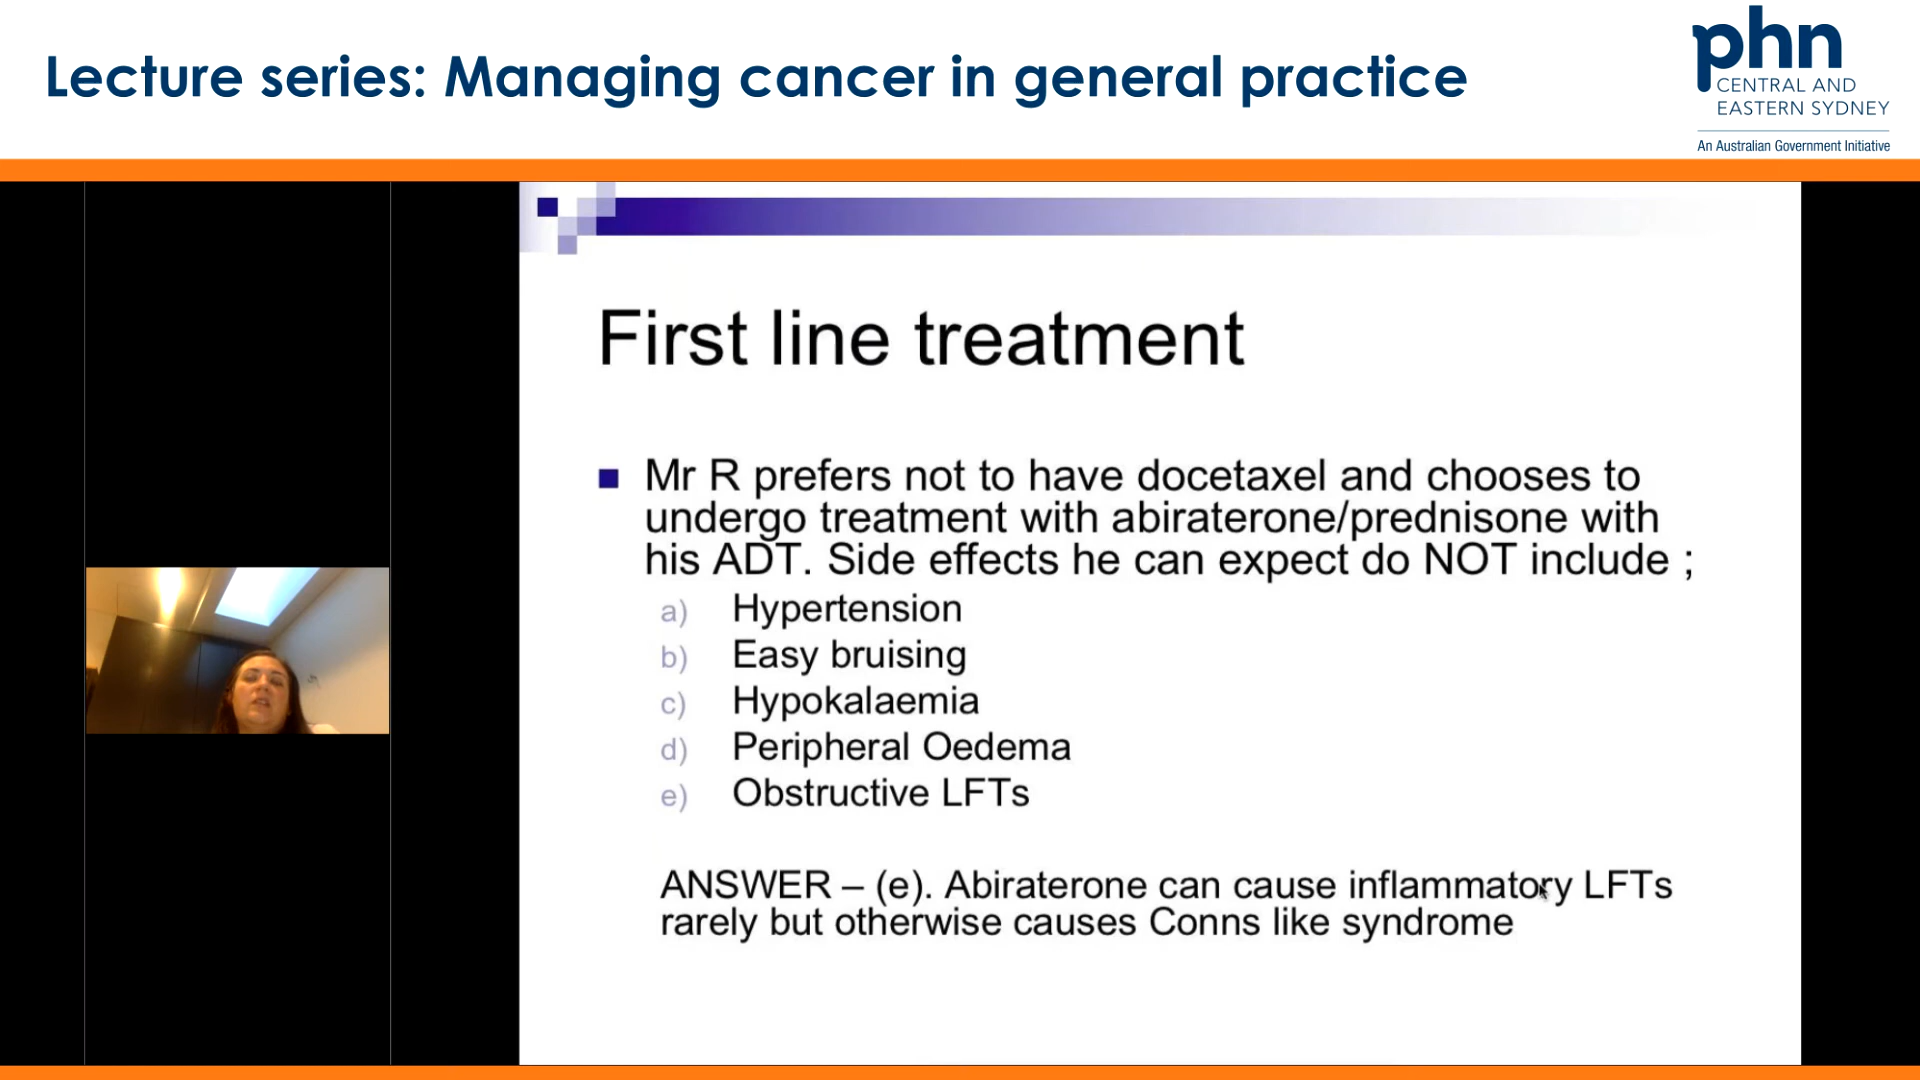 Lecture series: Managing cancer in general practice
phn
CENTRAL AND
EASTERN SYDNEY
An Australian Government Initiative
First line treatment
Mr R prefers not to have docetaxel and chooses to
undergo treatment with abiraterone/prednisone with
his ADT. Side effects he can expect do NOT include ;
a) Hypertension
b) Easy bruising
c) Hypokalaemia
d) Peripheral Oedema
e) Obstructive LFTs
ANSWER – (e). Abiraterone can cause inflammatory LFTs
rarely but otherwise causes Conns like syndrome